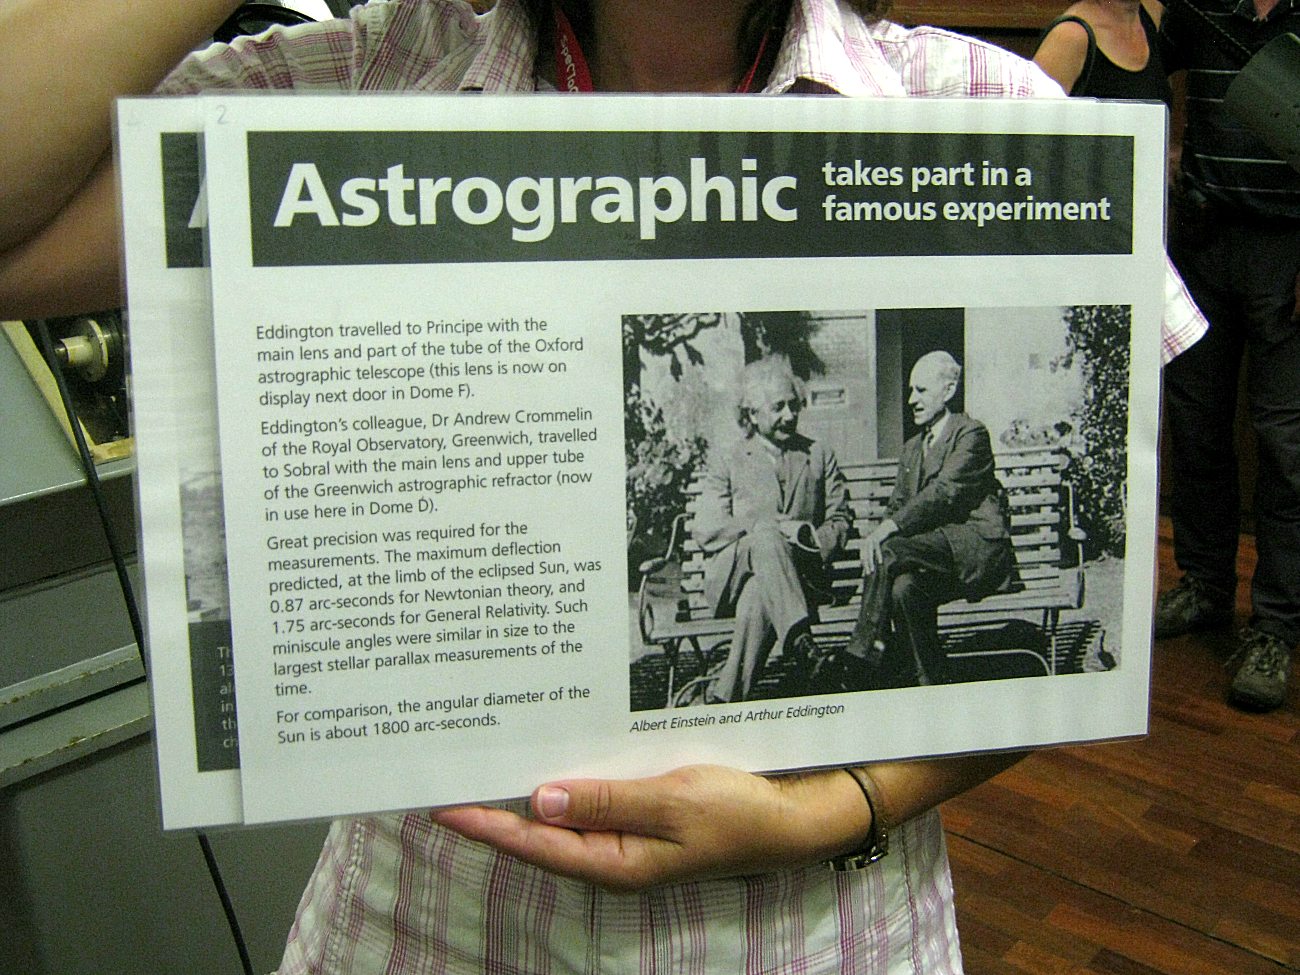 2
Astrographic
takes part in a
famous experiment
Eddington travelled to Principe with the
main lens and part of the tube of the Oxford
astrographic telescope (this lens is now on
display next door in Dome F).
Eddington's colleague, Dr Andrew Crommelin
of the Royal Observatory, Greenwich, travelled
to Sobral with the main lens and upper tube
of the Greenwich astrographic refractor (now
in use here in Dome D).
Great precision was required for the
measurements. The maximum deflection
predicted, at the limb of the eclipsed Sun, was
0.87 arc-seconds for Newtonian theory, and
1.75 arc-seconds for General Relativity. Such
miniscule angles were similar in size to the
largest stellar parallax measurements of the
time.
For comparison, the angular diameter of the
Sun is about 1800 arc-seconds.
Albert Einstein and Arthur Eddington